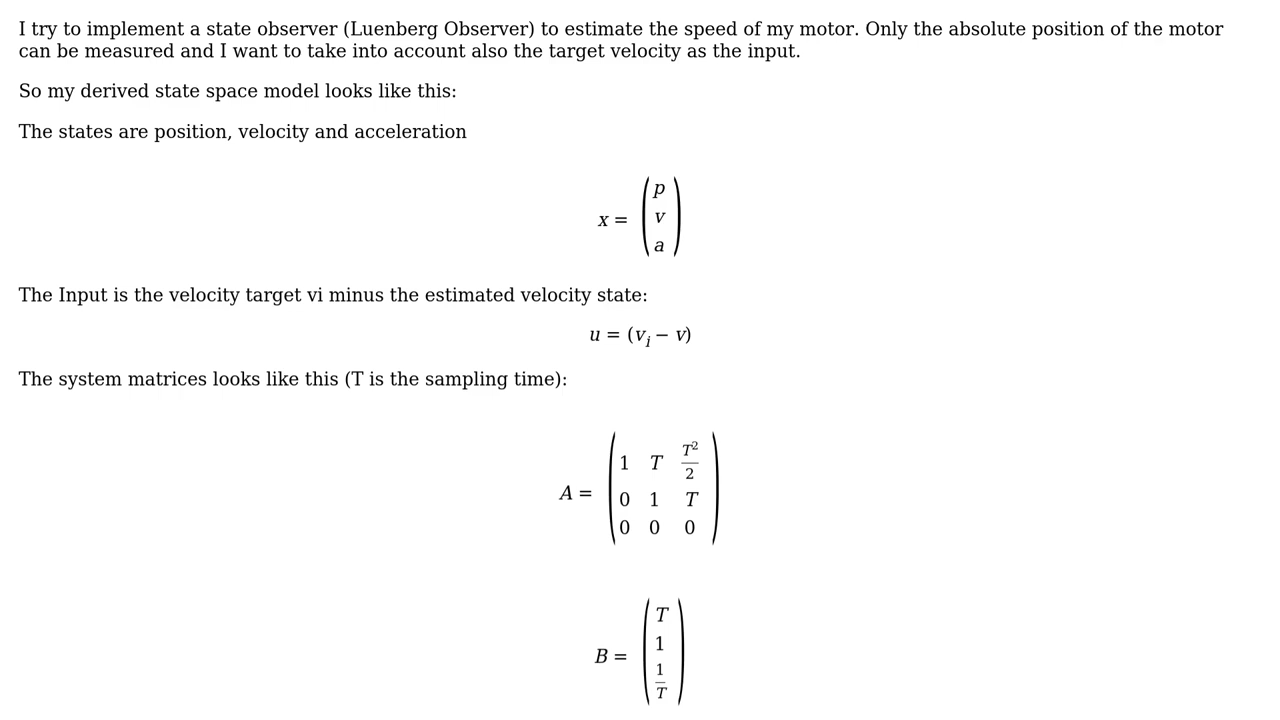 I try to implement a state observer (Luenberg Observer) to estimate the speed of my motor. Only the absolute position of the motor
can be measured and I want to take into account also the target velocity as the input.
So my derived state space model looks like this:
The states are position, velocity and acceleration
x = (p
v
a)
The Input is the velocity target vi minus the estimated velocity state:
u = (v_i − v)
The system matrices looks like this (T is the sampling time):
A = (1 T T²/2
0 1 T
0 0 0)
B = (T
1
1/T)